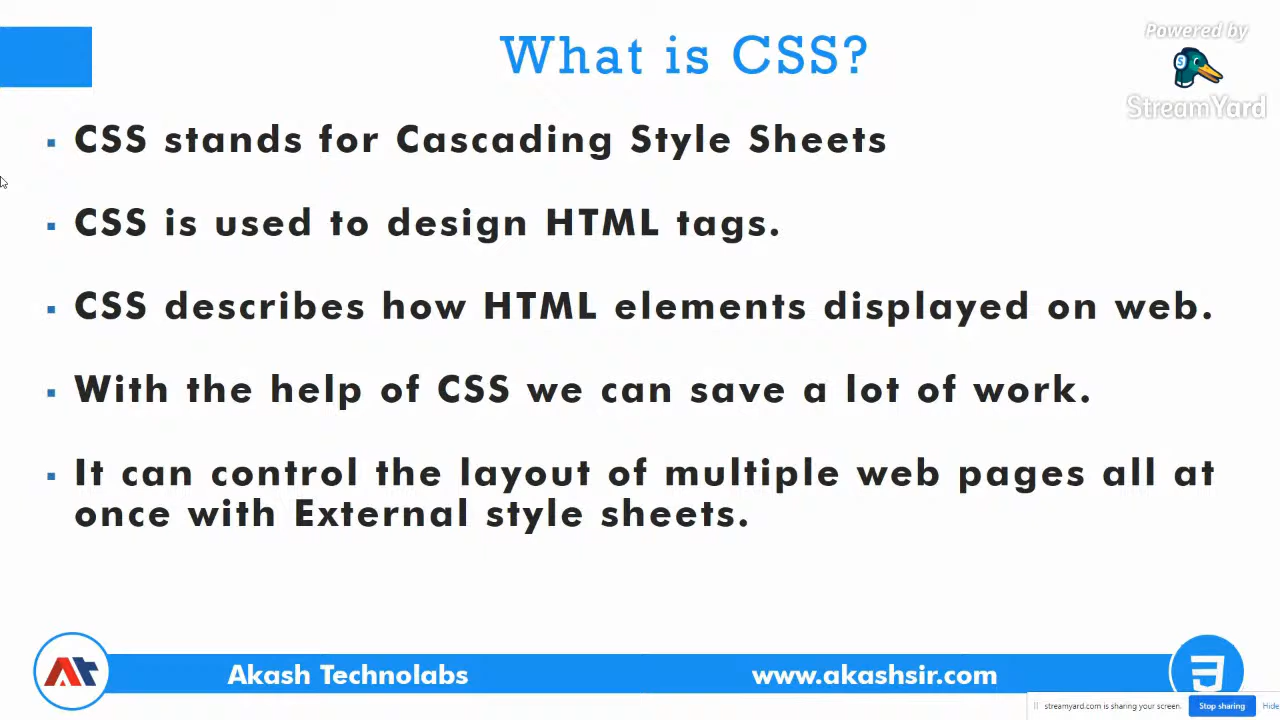 What is CSS?
Powered by
StreamYard
CSS stands for Cascading Style Sheets
CSS is used to design HTML tags.
CSS describes how HTML elements displayed on web.
With the help of CSS we can save a lot of work.
It can control the layout of multiple web pages all at
once with External style sheets.
Akash Technolabs
www.akashsir.com
streamyard.com is sharing your screen.
Stop sharing
Hide